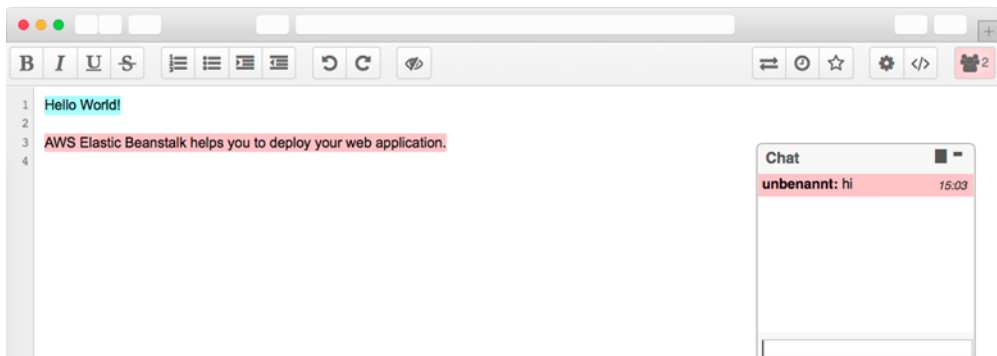 B I U S
</>
2
1 Hello World!
2
3 AWS Elastic Beanstalk helps you to deploy your web application.
4
Chat
unbenannt: hi 15:03